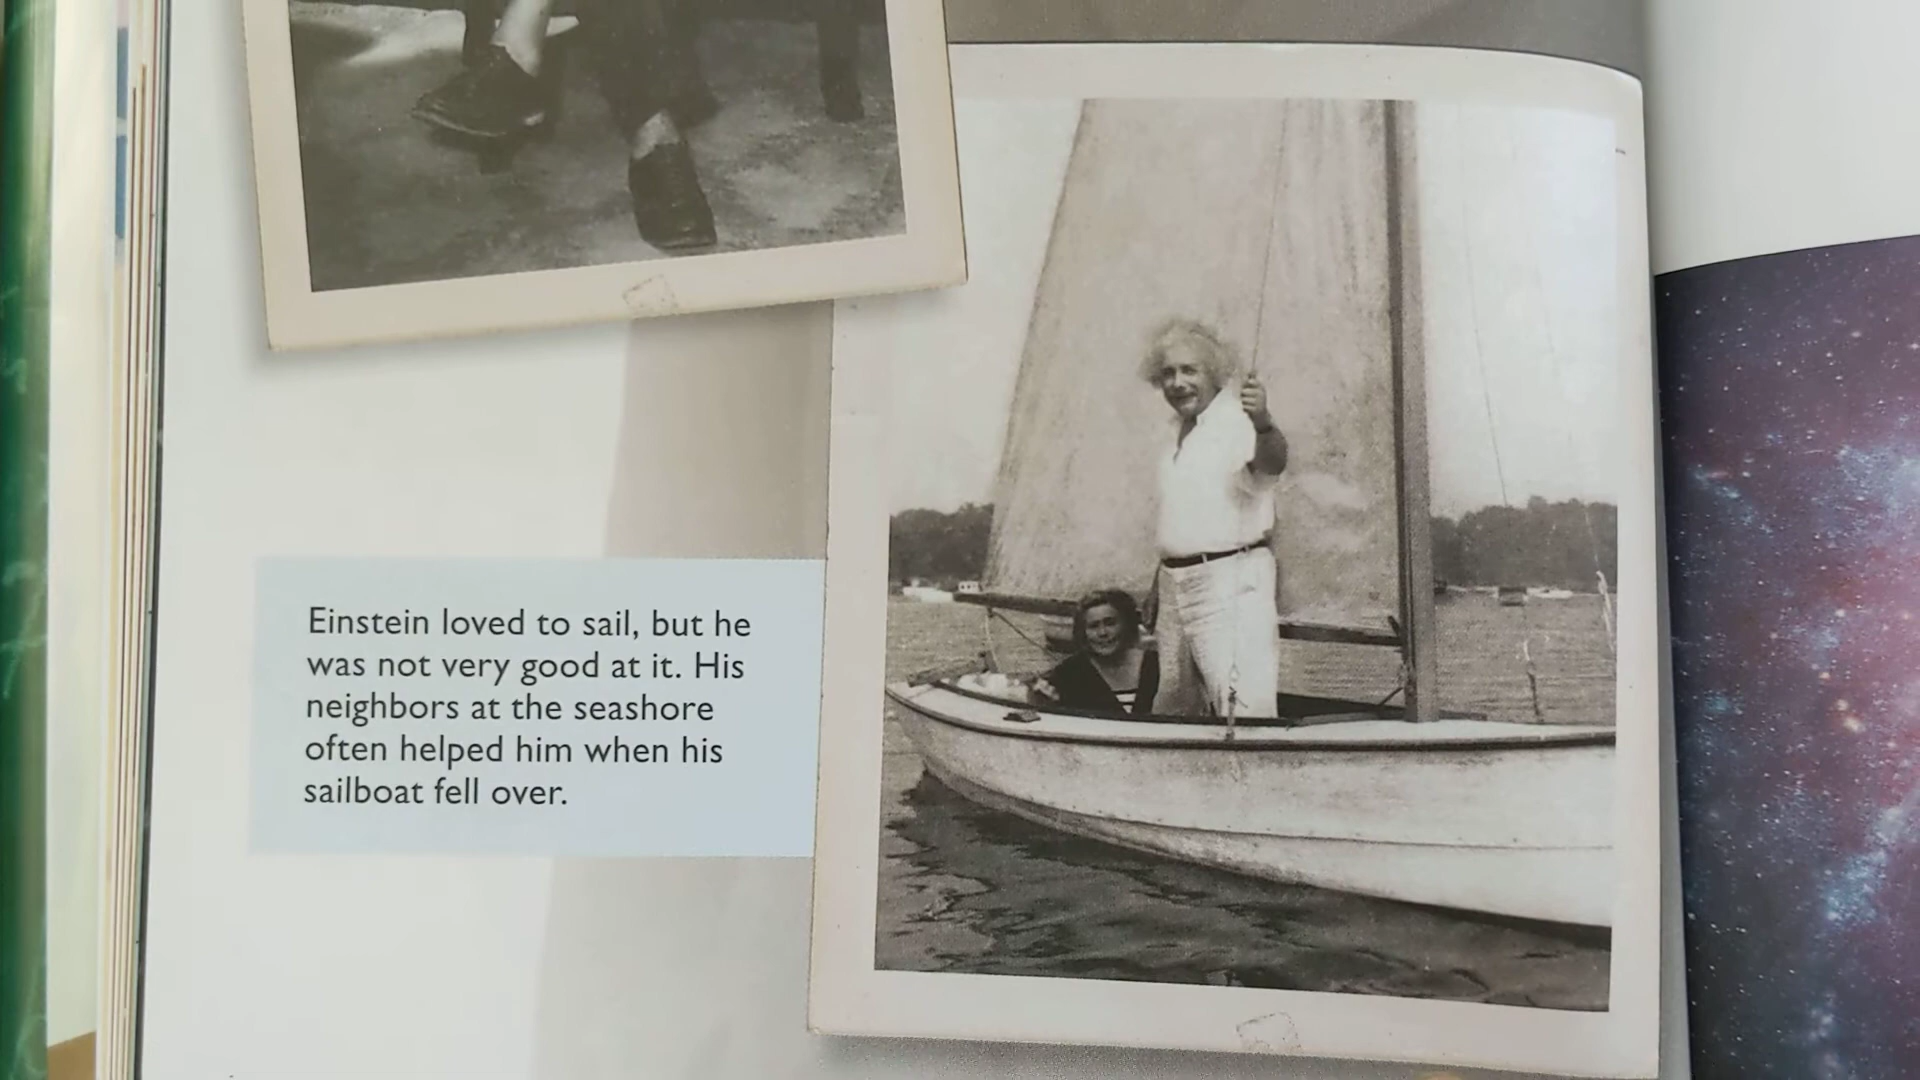 Einstein loved to sail, but he
was not very good at it. His
neighbors at the seashore
often helped him when his
sailboat fell over.